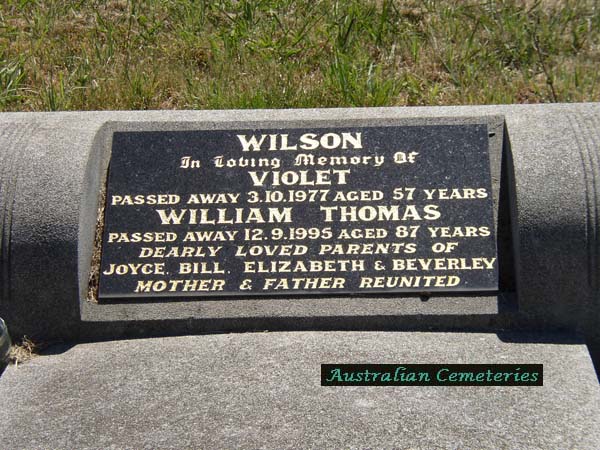 WILSON
In Loving Memory Of
VIOLET
PASSED AWAY 3.10.1977 AGED 57 YEARS
WILLIAM THOMAS
PASSED AWAY 12.9.1995 AGED 87 YEARS
DEARLY LOVED PARENTS OF
JOYCE, BILL, ELIZABETH & BEVERLEY
MOTHER & FATHER REUNITED
Australian Cemeteries